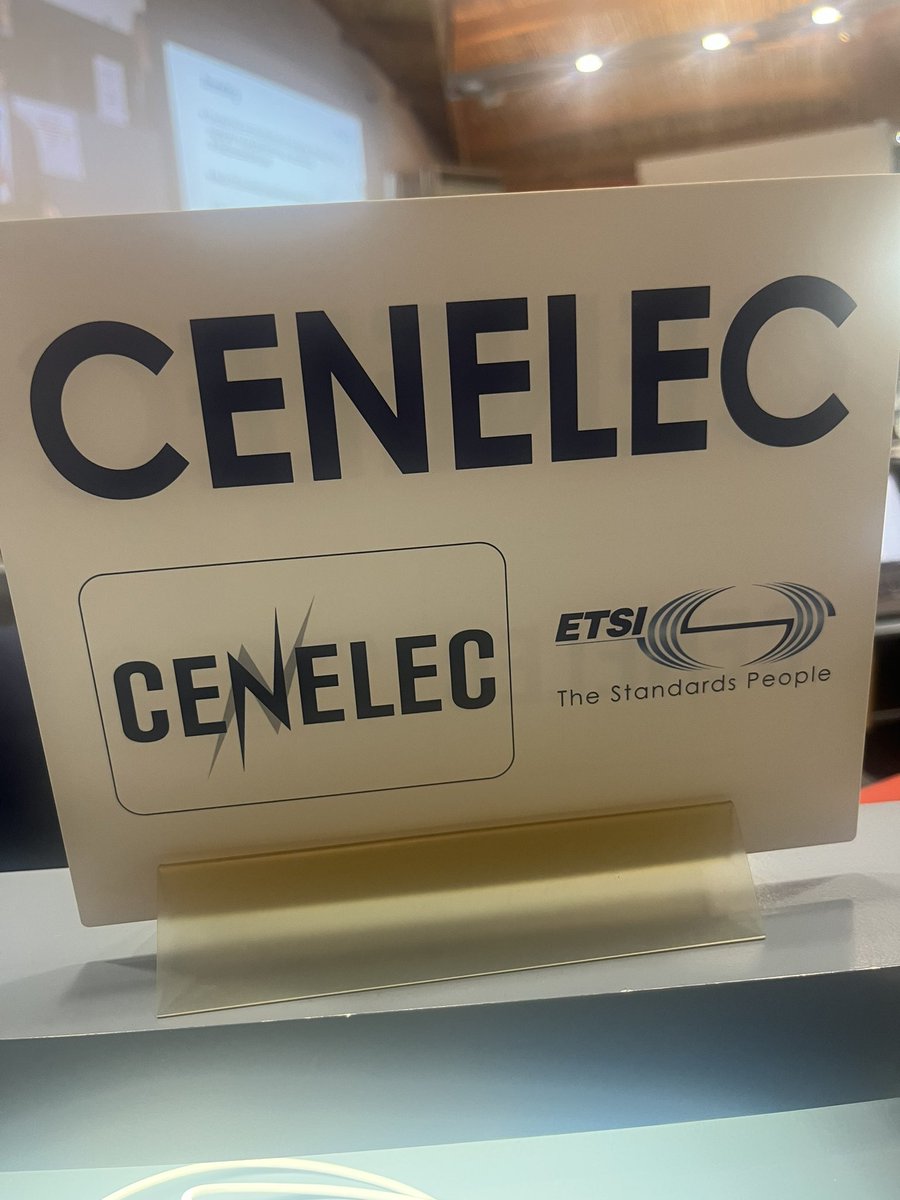 CENELEC
CENELEC
ETSI
The Standards People